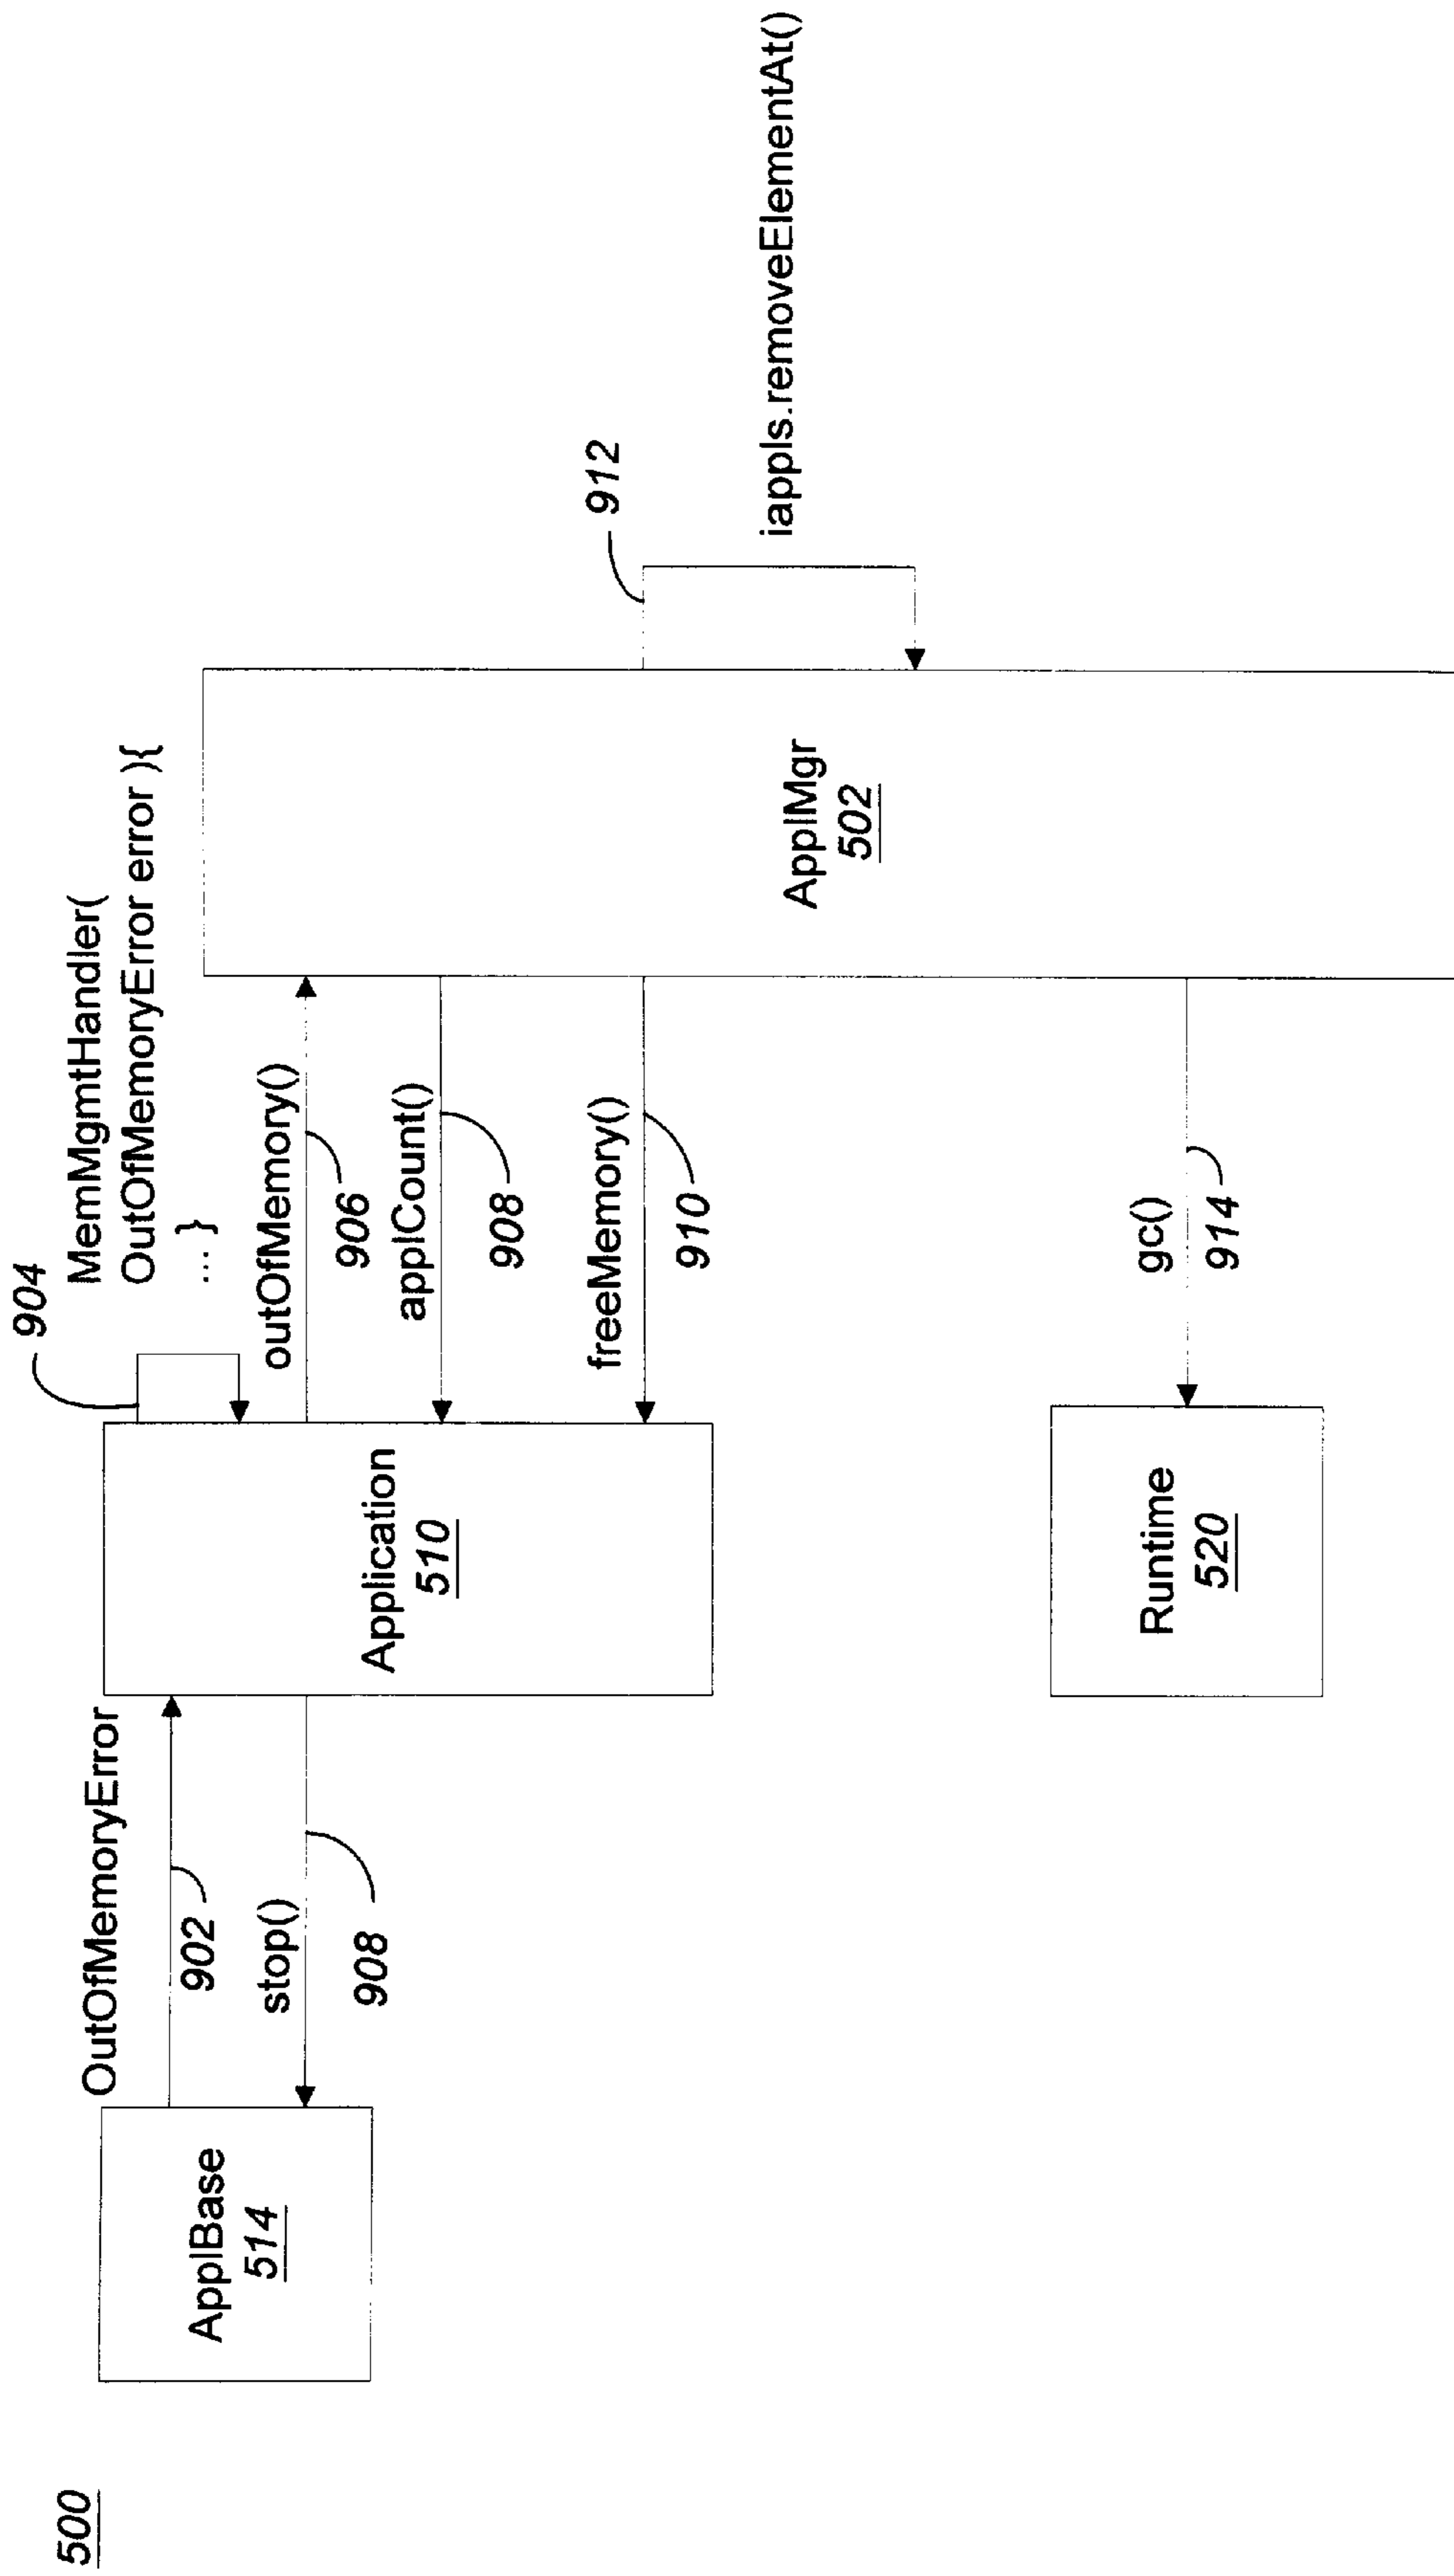 500
ApplBase
514
OutOfMemoryError
902
stop()
908
Application
510
904
MemMgmtHandler(
OutOfMemoryError error ){
... }
outOfMemory()
906
applCount()
908
freeMemory()
910
ApplMgr
502
912
iappls.removeElementAt()
gc()
914
Runtime
520